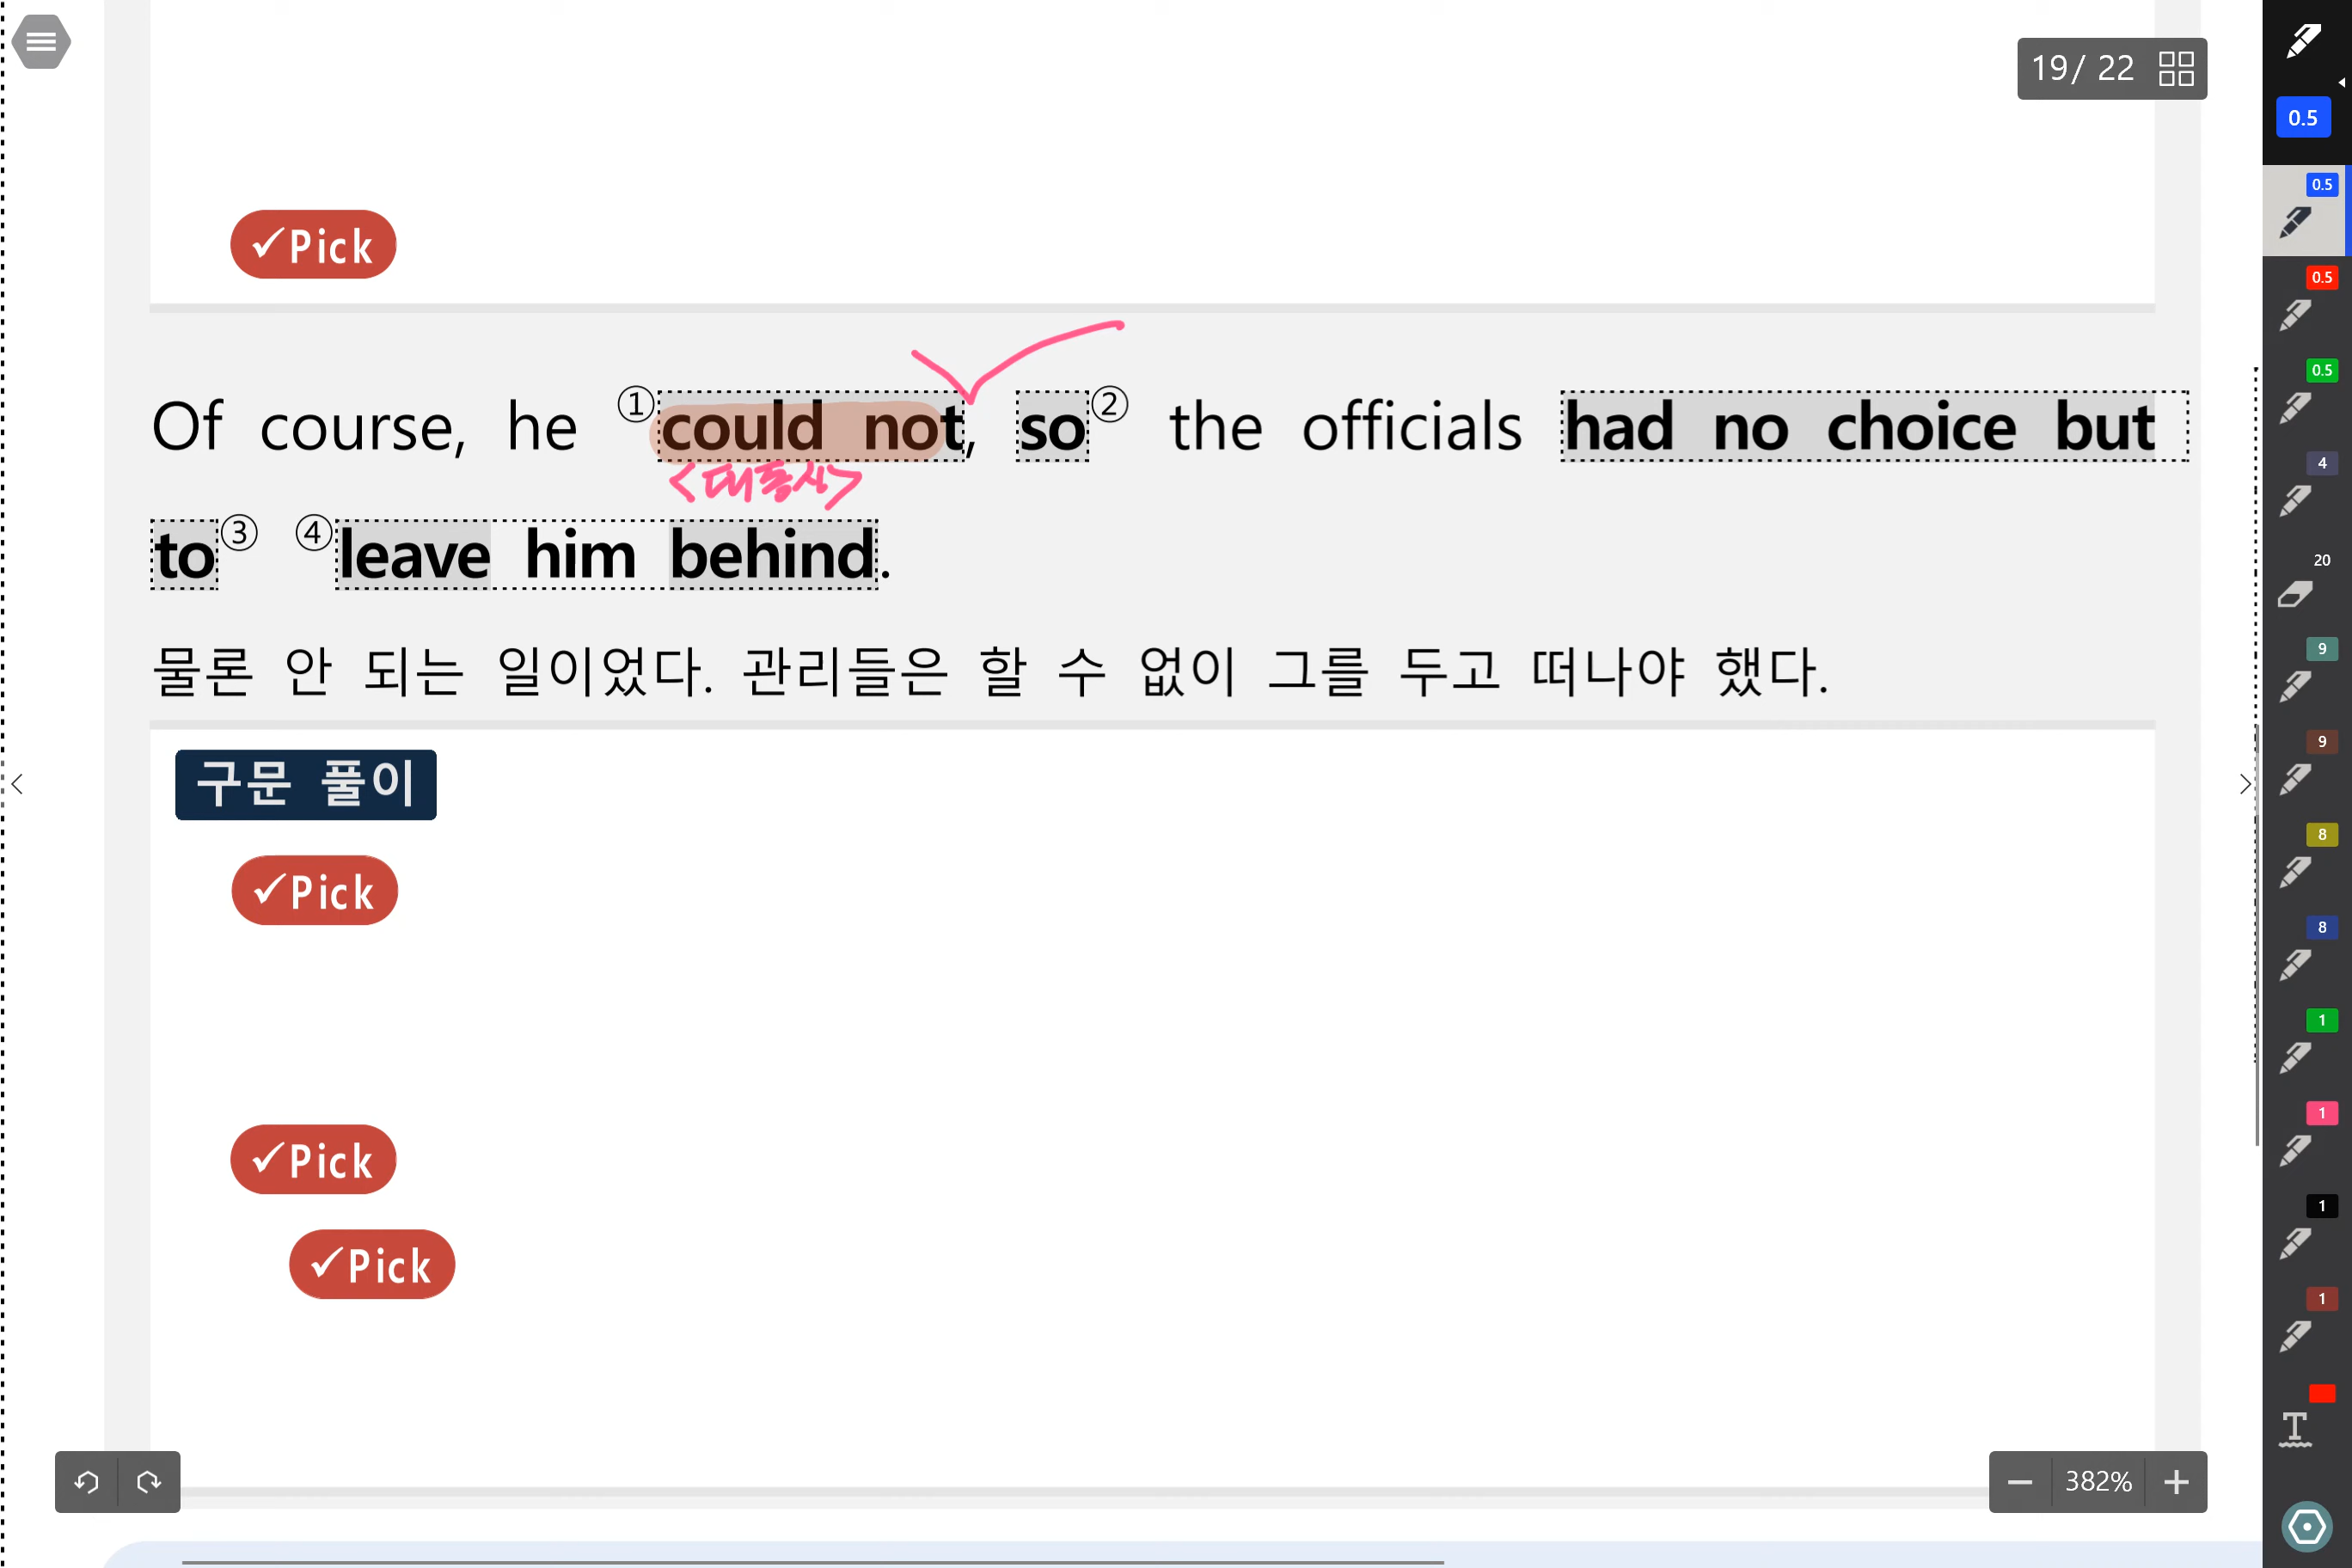 19/ 22
0.5
0.5
✓Pick
0.5
0.5
Of course, he ①could not, so② the officials had no choice but
<대동사>
4
to③ ④leave him behind.
20
물론 안 되는 일이었다. 관리들은 할 수 없이 그를 두고 떠나야 했다.
9
9
구문 풀이
8
✓Pick
8
1
1
✓Pick
1
✓Pick
1
T
382%